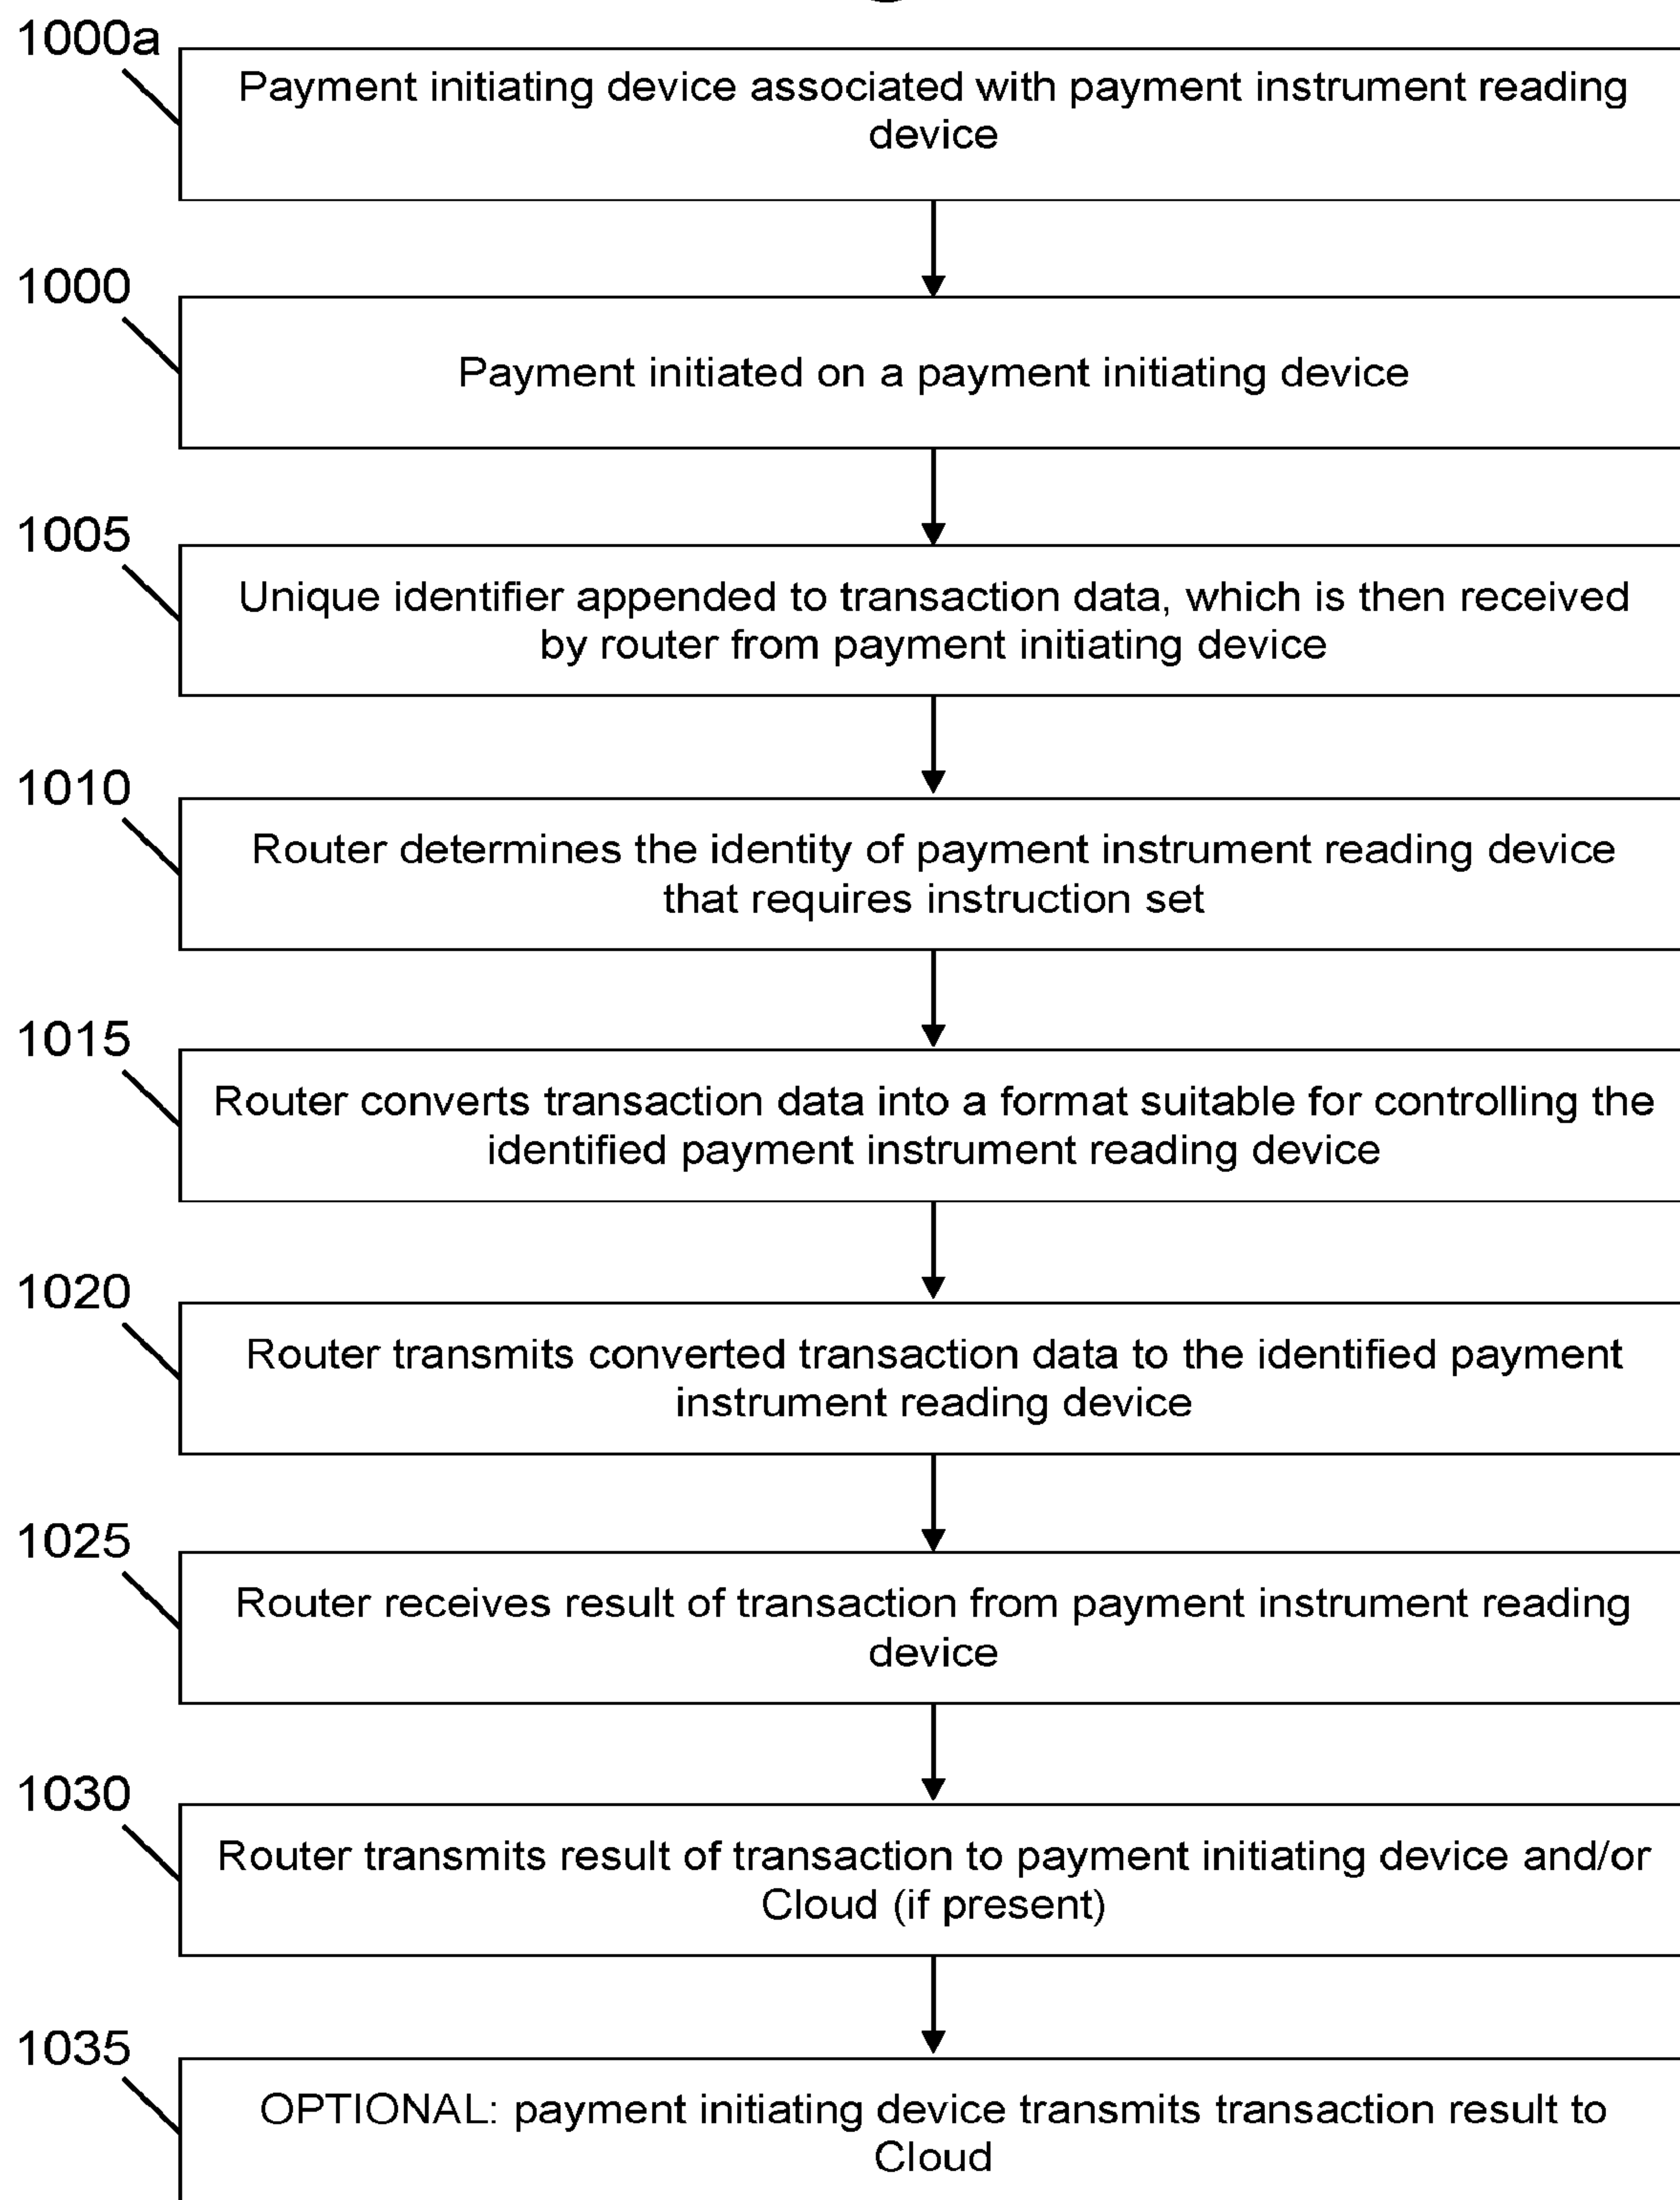 1000a
Payment initiating device associated with payment instrument reading
device
1000
Payment initiated on a payment initiating device
1005
Unique identifier appended to transaction data, which is then received
by router from payment initiating device
1010
Router determines the identity of payment instrument reading device
that requires instruction set
1015
Router converts transaction data into a format suitable for controlling the
identified payment instrument reading device
1020
Router transmits converted transaction data to the identified payment
instrument reading device
1025
Router receives result of transaction from payment instrument reading
device
1030
Router transmits result of transaction to payment initiating device and/or
Cloud (if present)
1035
OPTIONAL: payment initiating device transmits transaction result to
Cloud